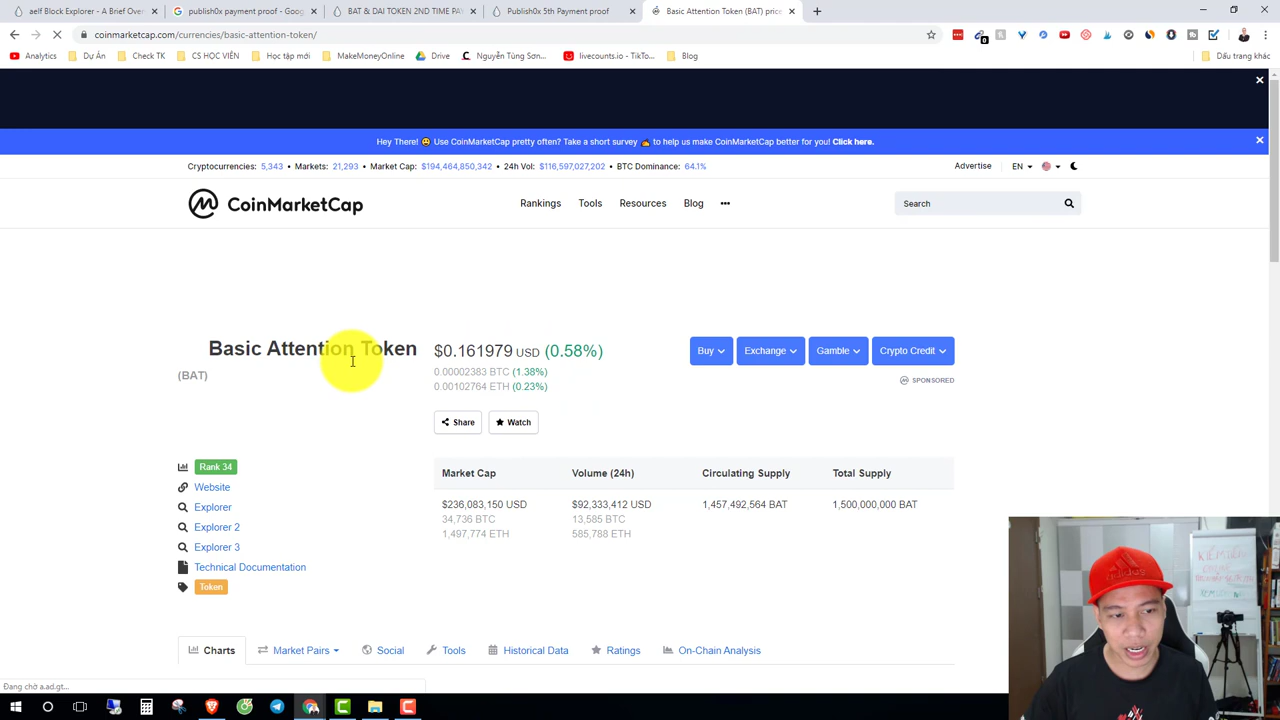 aelf Block Explorer - A Brief Over
publish0x payment proof - Goog
BAT & DAI TOKEN 2ND TIME PAY
Publish0x 5th Payment proof
Basic Attention Token (BAT) price
coinmarketcap.com/currencies/basic-attention-token/
Analytics
Dự Án
Check TK
CS HỌC VIÊN
Học tập mới
MakeMoneyOnline
Drive
Nguyễn Tùng Sơn...
livecounts.io - TikTo...
Blog
Dấu trang khác
Hey There! Use CoinMarketCap pretty often? Take a short survey to help us make CoinMarketCap better for you! Click here.
Cryptocurrencies: 5,343 • Markets: 21,293 • Market Cap: $194,464,850,342 • 24h Vol: $116,597,027,202 • BTC Dominance: 64.1%
Advertise
EN
CoinMarketCap
Rankings
Tools
Resources
Blog
Search
Basic Attention Token
(BAT)
$0.161979 USD (0.58%)
0.00002383 BTC (1.38%)
0.00102764 ETH (0.23%)
Buy
Exchange
Gamble
Crypto Credit
SPONSORED
Share
Watch
Rank 34
Website
Explorer
Explorer 2
Explorer 3
Technical Documentation
Token
Market Cap
Volume (24h)
Circulating Supply
Total Supply
$236,083,150 USD
$92,333,412 USD
1,457,492,564 BAT
1,500,000,000 BAT
34,736 BTC
13,585 BTC
1,497,774 ETH
585,788 ETH
Charts
Market Pairs
Social
Tools
Historical Data
Ratings
On-Chain Analysis
Đang chờ a.ad.gt...